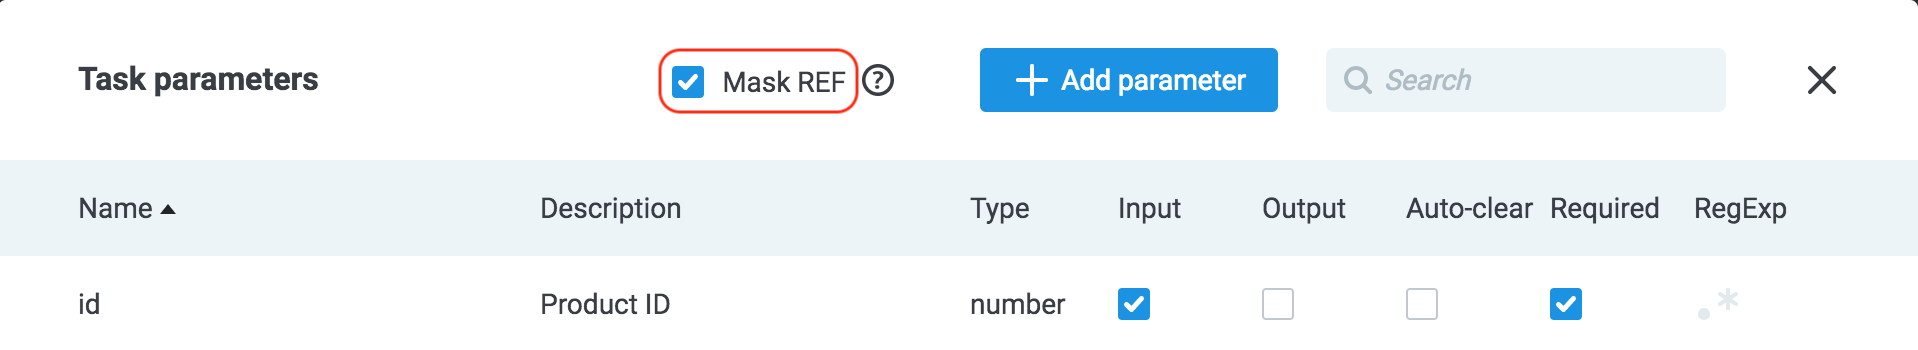 Task parameters
Mask REF ?
Add parameter
Search
Name Description Type Input Output Auto-clear Required RegExp
id Product ID number .*